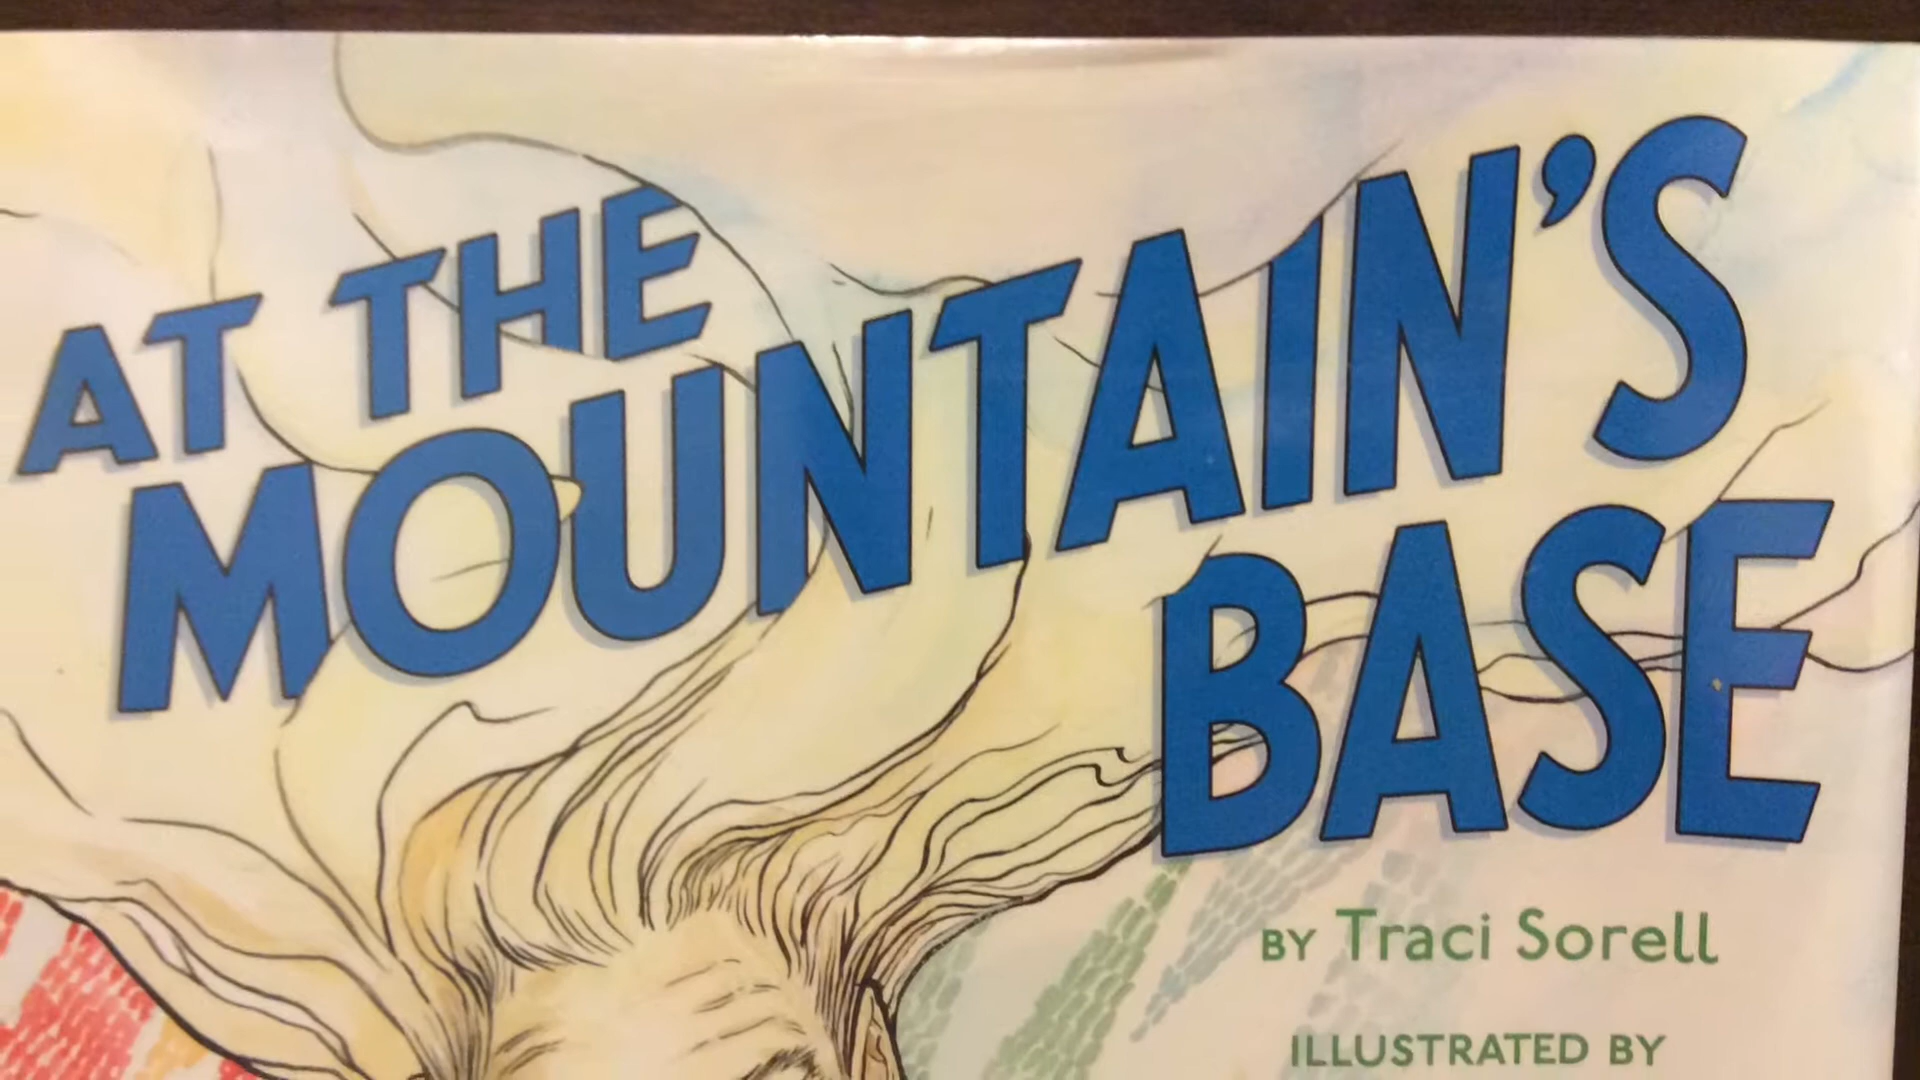 AT THE
MOUNTAIN'S
BASE
BY Traci Sorell
ILLUSTRATED BY